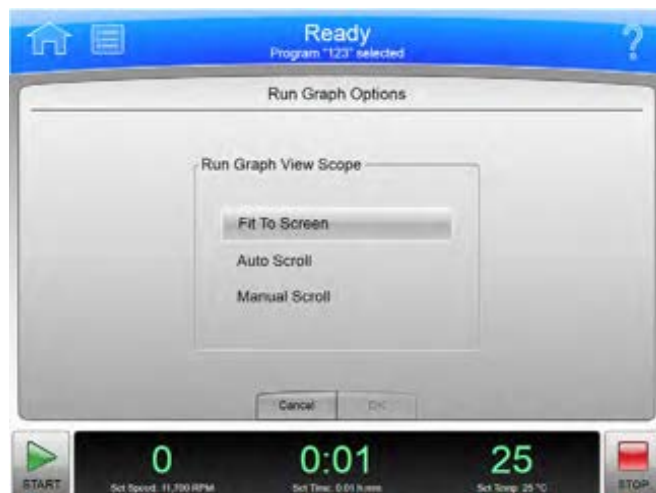 Ready
Program "123" selected
Run Graph Options
Run Graph View Scope
Fit To Screen
Auto Scroll
Manual Scroll
Cancel OK
0 0:01 25
START Set Speed: 11,700 RPM Set Time: 0:01 h:mm Set Temp: 25 °C STOP